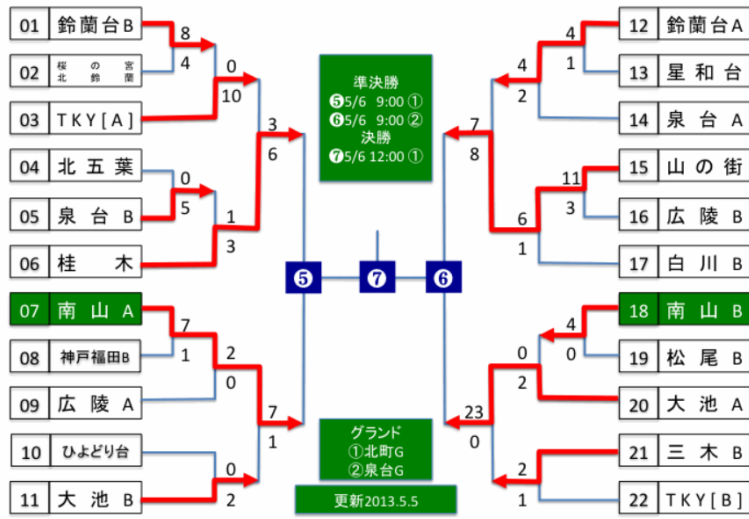 01 鈴蘭台B
02 桜の宮
北鈴蘭
03 TKY[A]
04 北五葉
05 泉台B
06 桂木
07 南山A
08 神戸福田B
09 広陵A
10 ひよどり台
11 大池B
8
4
0
10
3
6
0
5
1
3
7
1
2
0
7
1
0
2
準決勝
❺5/6 9:00 ①
❻5/6 9:00 ②
決勝
❼5/6 12:00 ①
❺
❼
❻
グランド
①北町G
②泉台G
更新2013.5.5
4
1
4
2
7
8
11
3
6
1
4
0
0
2
23
0
2
1
12 鈴蘭台A
13 星和台
14 泉台A
15 山の街
16 広陵B
17 白川B
18 南山B
19 松尾B
20 大池A
21 三木B
22 TKY[B]